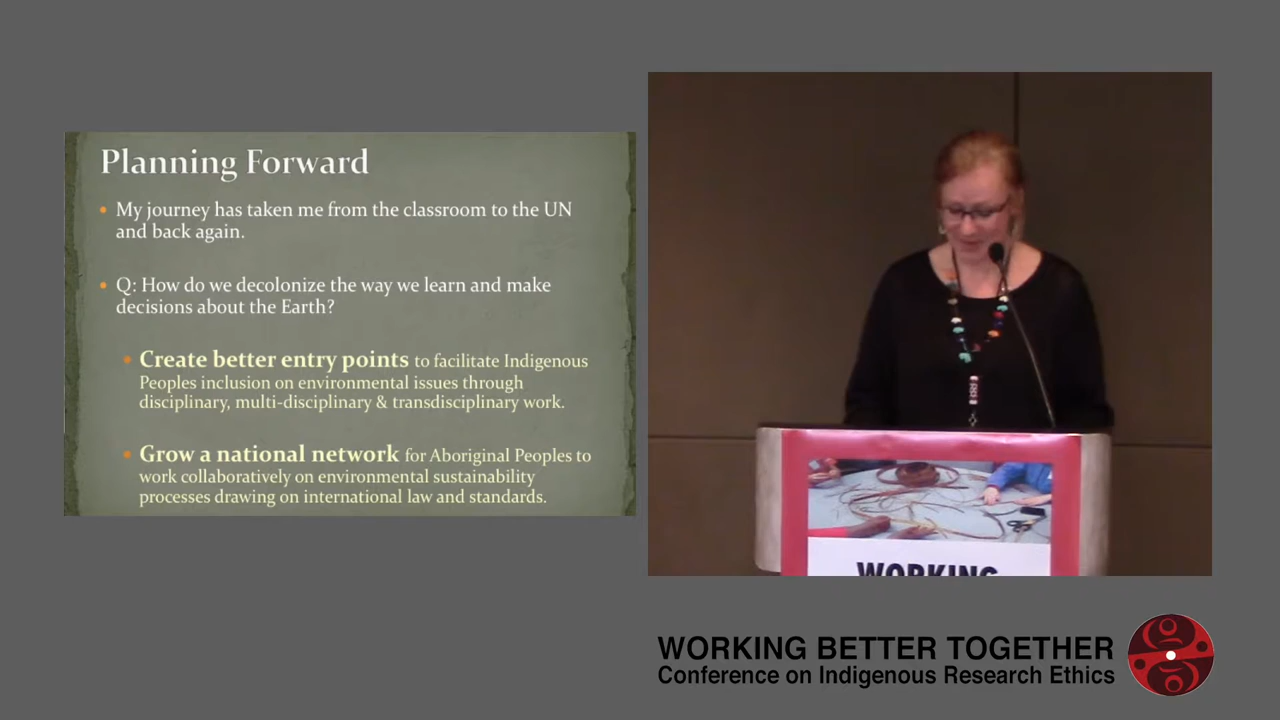 Planning Forward
• My journey has taken me from the classroom to the UN
and back again.
• Q: How do we decolonize the way we learn and make
decisions about the Earth?
• Create better entry points to facilitate Indigenous
Peoples inclusion on environmental issues through
disciplinary, multi-disciplinary & transdisciplinary work.
• Grow a national network for Aboriginal Peoples to
work collaboratively on environmental sustainability
processes drawing on international law and standards.
WORKING
WORKING BETTER TOGETHER
Conference on Indigenous Research Ethics